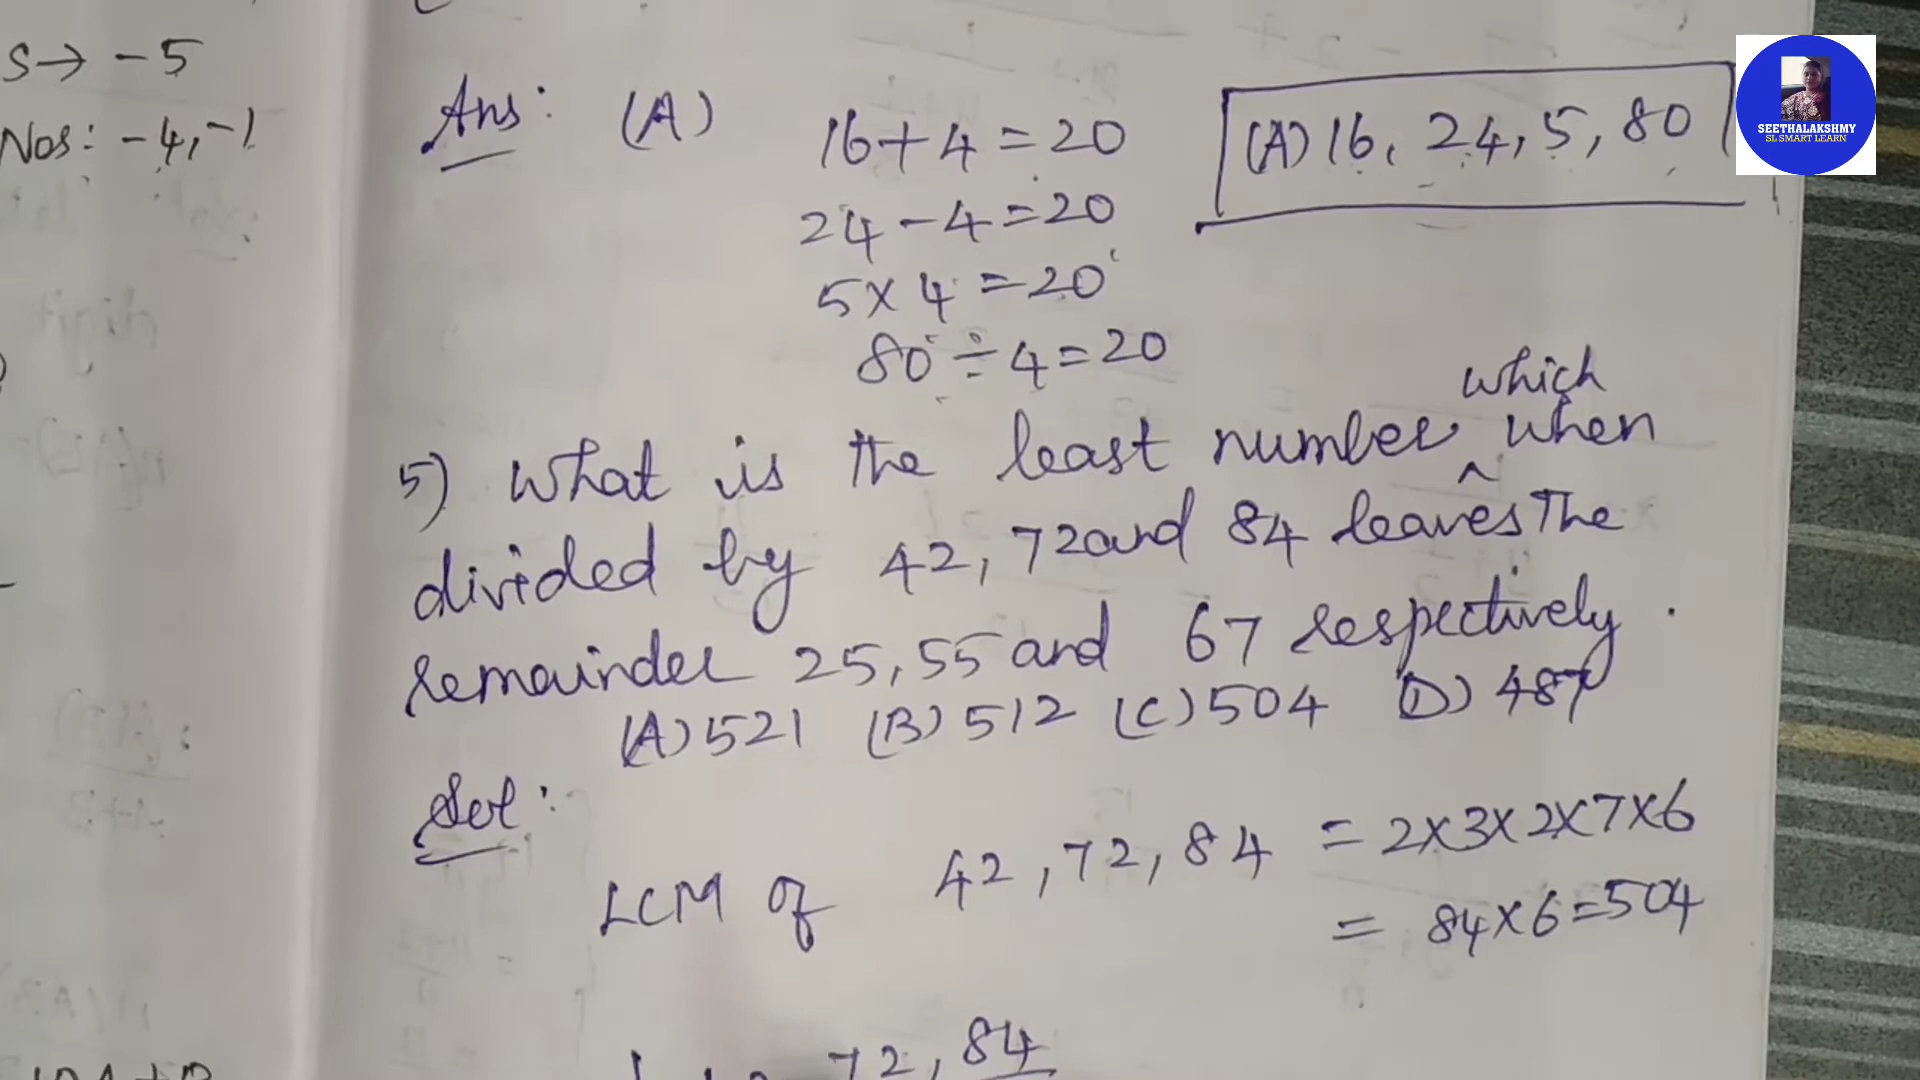 S→ -5
Nos: -4, -1
Ans: (A)
16+4=20
24-4=20
5×4=20
80÷4=20
(A) 16, 24, 5, 80
SEETHALAKSHMY
SL SMART LEARN
which
5) What is the least number ^ when
divided by 42, 72 and 84 leaves the
remainder 25, 55 and 67 respectively.
(A) 521 (B) 512 (C) 504 (D) 487
Sol:
LCM of 42, 72, 84 = 2×3×2×7×6
= 84×6=504
72, 84